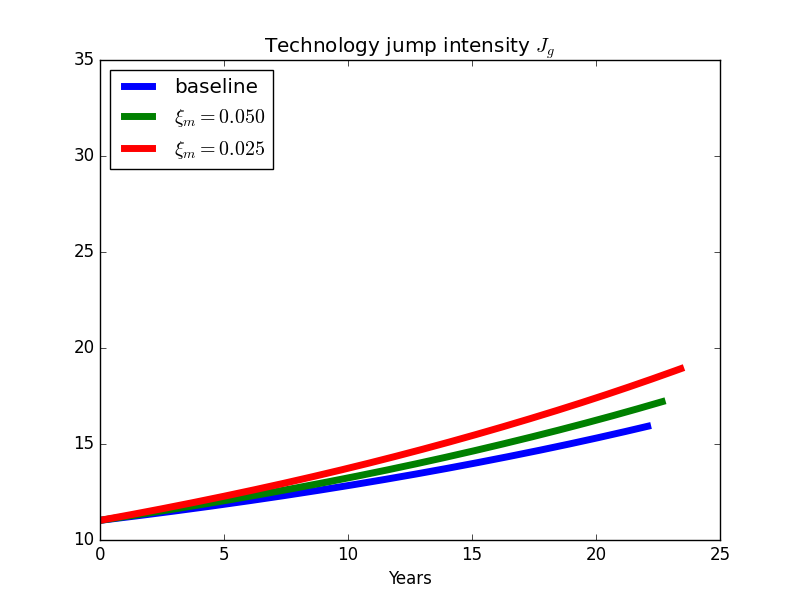 Technology jump intensity $J_g$
35
30
25
20
15
10
baseline
$\xi_m = 0.050$
$\xi_m = 0.025$
0 5 10 15 20 25
Years